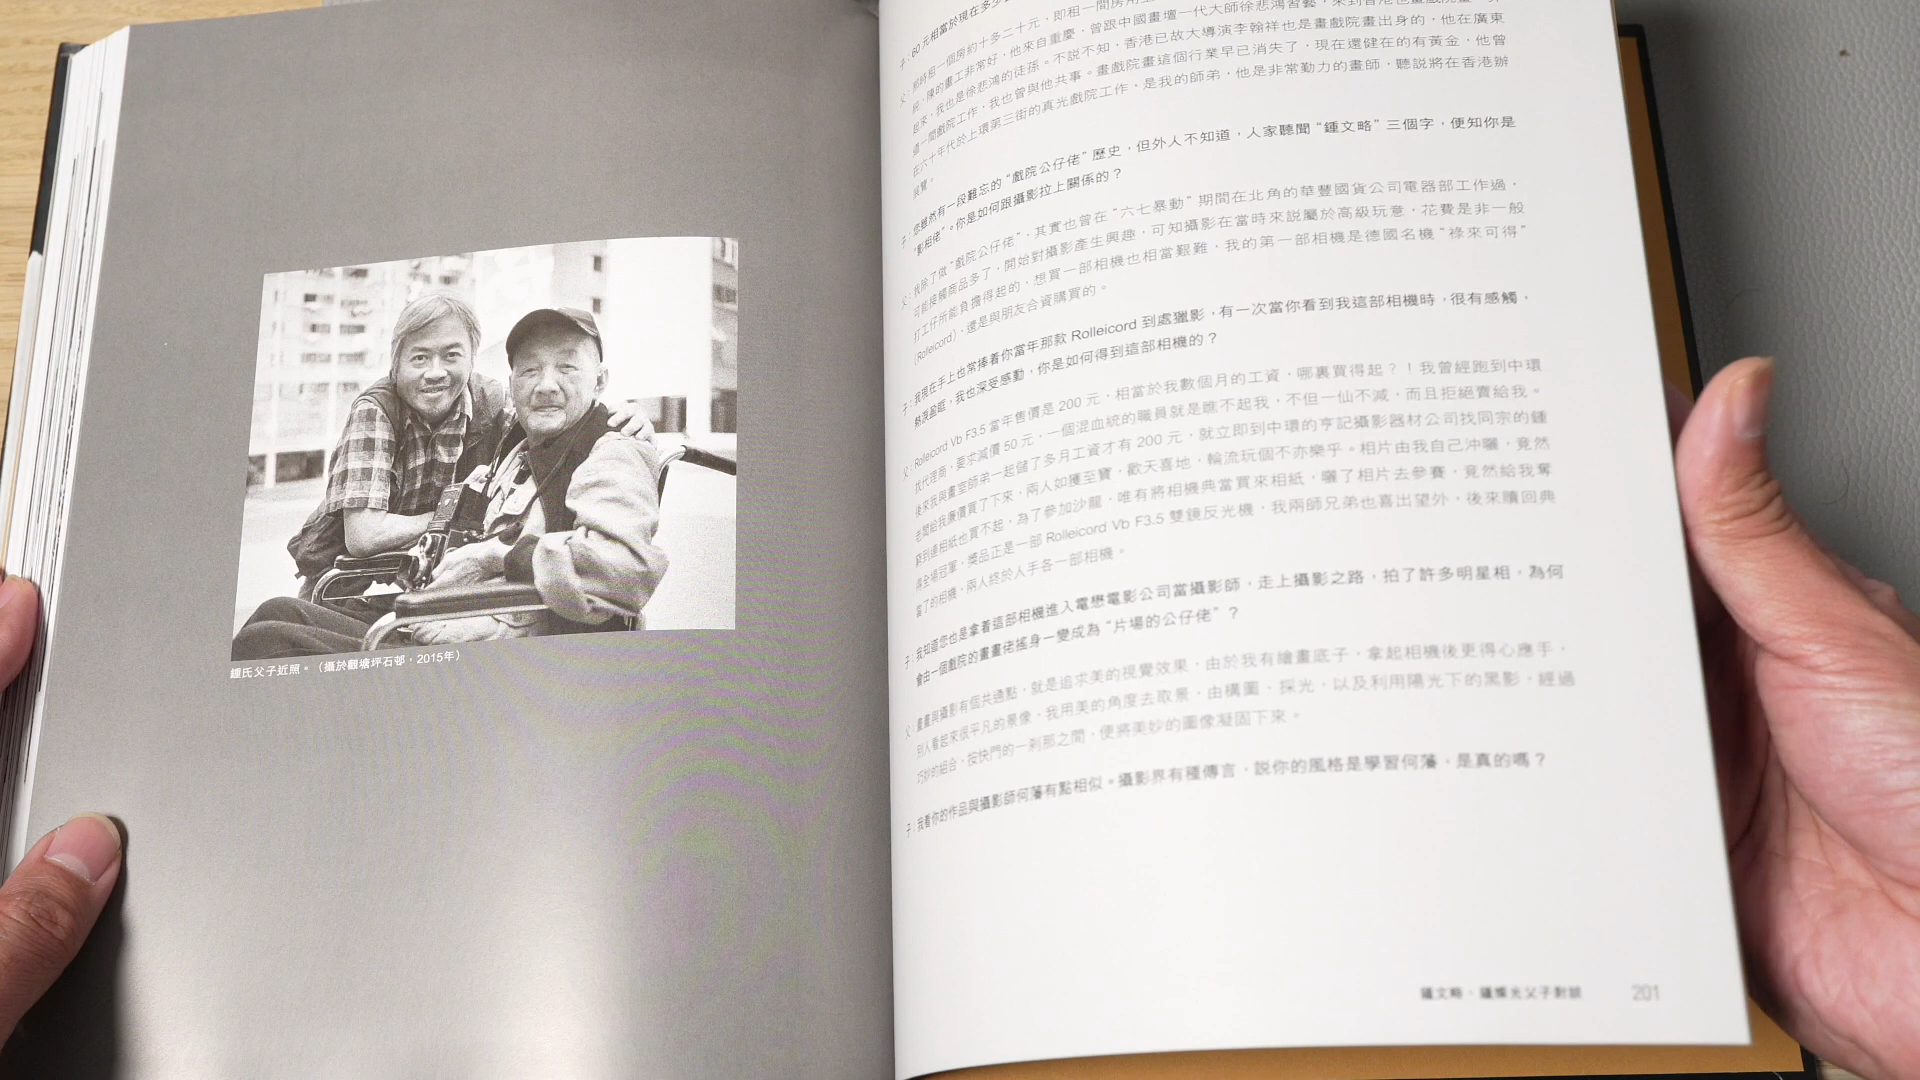 鍾氏父子近照。（攝於觀塘坪石邨，2015年）
子：60 元相當於現在多少
父：那時租一個房約十多二十元，即租一間房用
純，陳的畫工非常好，他來自重慶，曾跟中國畫壇一代大師徐悲鴻習藝，來到香港也畫戲院畫，算
起來，我也是徐悲鴻的徒孫。不説不知，香港已故大導演李翰祥也是畫戲院畫出身的，他在廣東
道一間戲院工作，我也曾與他共事。畫戲院畫這個行業早已消失了，現在還健在的有黃金，他曾
在六十年代於上環第三街的真光戲院工作，是我的師弟，他是非常勤力的畫師，聽説將在香港辦
展覽。
子：您雖然有一段難忘的“戲院公仔佬”歷史，但外人不知道，人家聽聞“鍾文略”三個字，便知你是
“影相佬”。你是如何跟攝影拉上關係的？
父：我除了做“戲院公仔佬”，其實也曾在“六七暴動”期間在北角的華豐國貨公司電器部工作過，
可能接觸商品多了，開始對攝影產生興趣，可知攝影在當時來説屬於高級玩意，花費是非一般
打工仔所能負擔得起的，想買一部相機也相當艱難，我的第一部相機是德國名機“祿來可得”
（Rolleicord），還是與朋友合資購買的。
子：我現在手上也常捧着你當年那款 Rolleicord 到處獵影，有一次當你看到我這部相機時，很有感觸，
熱淚盈眶，我也深受感動，你是如何得到這部相機的？
父：Rolleicord Vb F3.5 當年售價是 200 元，相當於我數個月的工資，哪裏買得起？！我曾經跑到中環
找代理商，要求減價 50 元，一個混血統的職員就是瞧不起我，不但一仙不減，而且拒絕賣給我。
後來我與畫室師弟一起儲了多月工資才有 200 元，就立即到中環的亨記攝影器材公司找同宗的鍾
老闆給我廉價買了下來，兩人如獲至寶，歡天喜地，輪流玩個不亦樂乎。相片由我自己沖曬，竟然
窮到連相紙也買不起，為了參加沙龍，唯有將相機典當買來相紙，曬了相片去參賽，竟然給我奪
得全場冠軍，獎品正是一部 Rolleicord Vb F3.5 雙鏡反光機，我兩師兄弟也喜出望外，後來贖回典
當了的相機，兩人終於人手各一部相機。
子：我知道您也是拿着這部相機進入電懋電影公司當攝影師，走上攝影之路，拍了許多明星相，為何
會由一個戲院的畫畫佬搖身一變成為“片場的公仔佬”？
父：畫畫與攝影有個共通點，就是追求美的視覺效果，由於我有繪畫底子，拿起相機後更得心應手，
別人看起來很平凡的景像，我用美的角度去取景，由構圖、採光，以及利用陽光下的黑影，經過
巧妙的組合，按快門的一剎那之間，便將美妙的圖像凝固下來。
子：我看你的作品與攝影師何藩有點相似。攝影界有種傳言，説你的風格是學習何藩，是真的嗎？
鍾文略、鍾燦光父子對談 201